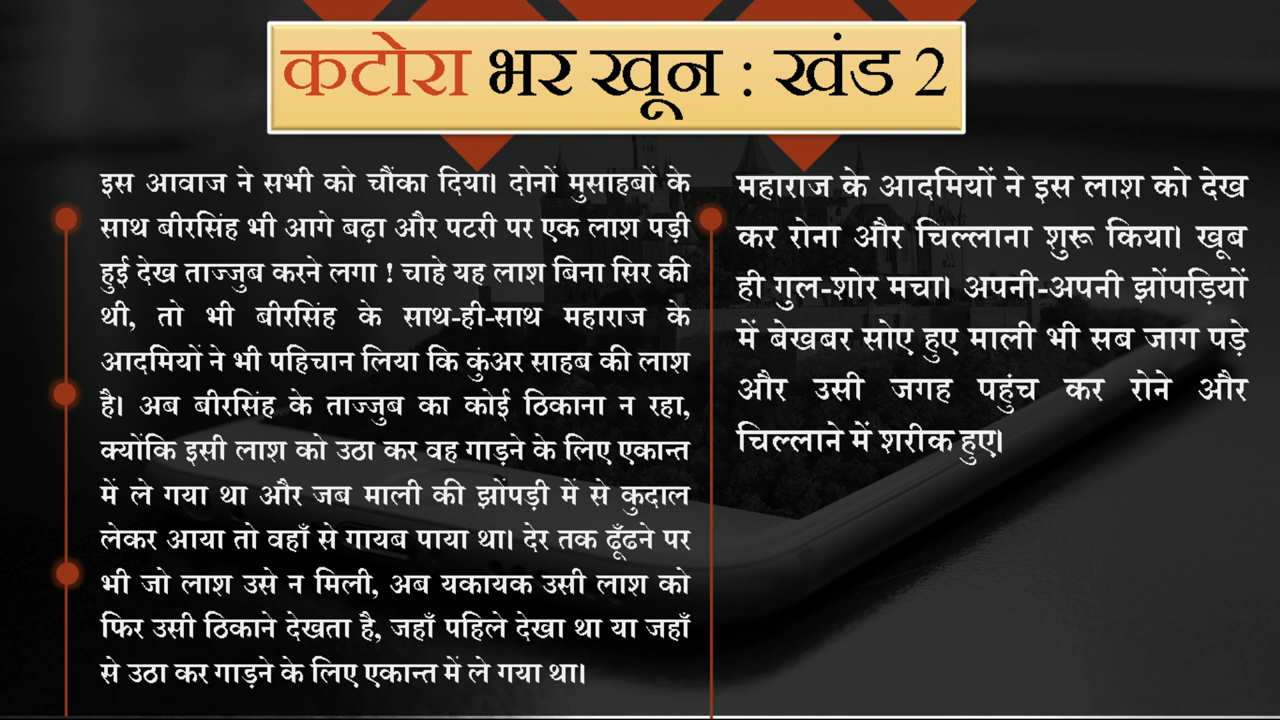 कटोरा भर खून : खंड 2
इस आवाज ने सभी को चौंका दिया। दोनों मुसाहबों के
साथ बीरसिंह भी आगे बढ़ा और पटरी पर एक लाश पड़ी
हुई देख ताज्जुब करने लगा ! चाहे यह लाश बिना सिर की
थी, तो भी बीरसिंह के साथ-ही-साथ महाराज के
आदमियों ने भी पहिचान लिया कि कुंअर साहब की लाश
है। अब बीरसिंह के ताज्जुब का कोई ठिकाना न रहा,
क्योंकि इसी लाश को उठा कर वह गाड़ने के लिए एकान्त
में ले गया था और जब माली की झोंपड़ी में से कुदाल
लेकर आया तो वहाँ से गायब पाया था। देर तक ढूँढने पर
भी जो लाश उसे न मिली, अब यकायक उसी लाश को
फिर उसी ठिकाने देखता है, जहाँ पहिले देखा था या जहाँ
से उठा कर गाड़ने के लिए एकान्त में ले गया था।
महाराज के आदमियों ने इस लाश को देख
कर रोना और चिल्लाना शुरू किया। खूब
ही गुल-शोर मचा। अपनी-अपनी झोंपड़ियों
में बेखबर सोए हुए माली भी सब जाग पड़े
और उसी जगह पहुंच कर रोने और
चिल्लाने में शरीक हुए।